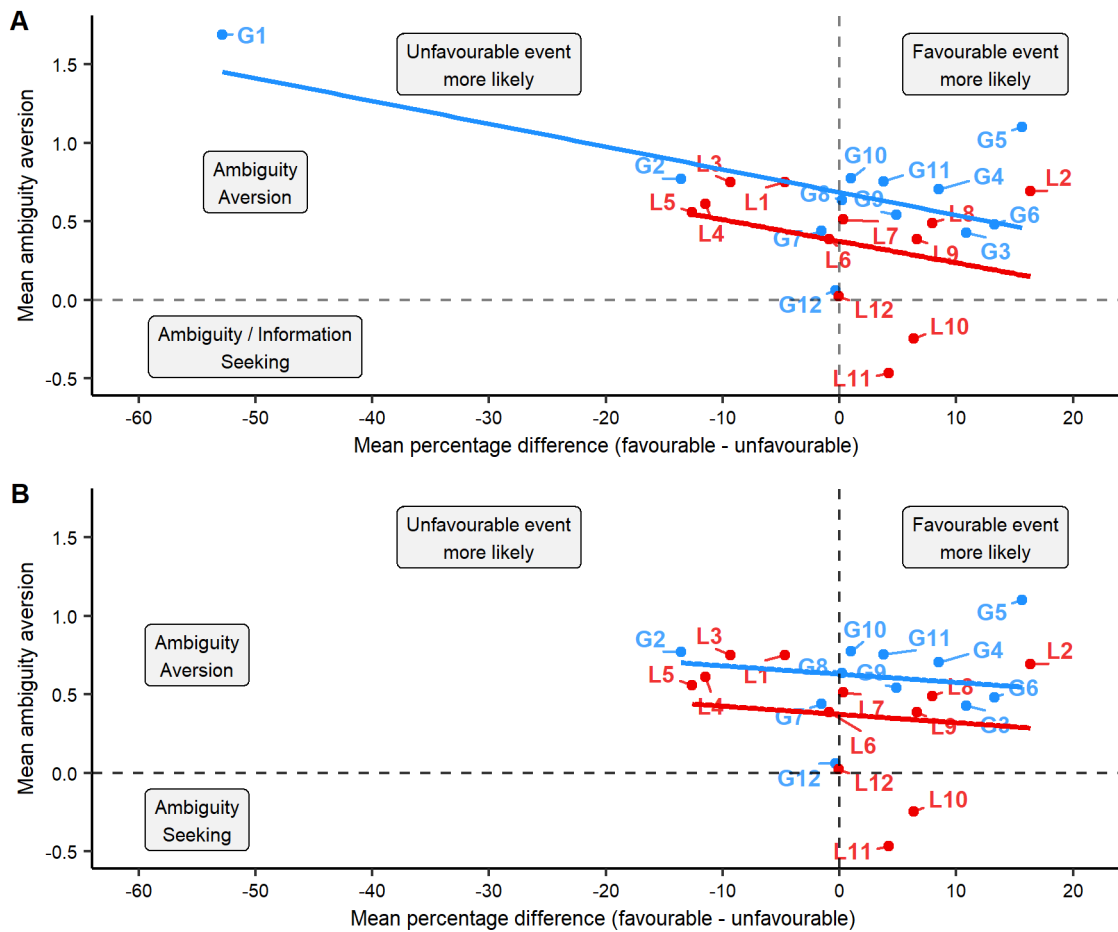 A
Mean ambiguity aversion
1.5
1.0
0.5
0.0
-0.5
Unfavourable event
more likely
Favourable event
more likely
Ambiguity
Aversion
Ambiguity / Information
Seeking
G1
G2
L3
L1
L5
L4
G8
G7
G10
G9
G11
G4
G5
L2
L8
G6
L7
L6
L9
G3
G12
L12
L10
L11
-60
-50
-40
-30
-20
-10
0
10
20
Mean percentage difference (favourable - unfavourable)
B
Mean ambiguity aversion
1.5
1.0
0.5
0.0
-0.5
Unfavourable event
more likely
Favourable event
more likely
Ambiguity
Aversion
Ambiguity
Seeking
G2
L3
L1
L5
L4
G8
G7
G10
G9
G11
G4
G5
L2
L8
G6
L7
L6
L9
G3
G12
L12
L10
L11
-60
-50
-40
-30
-20
-10
0
10
20
Mean percentage difference (favourable - unfavourable)